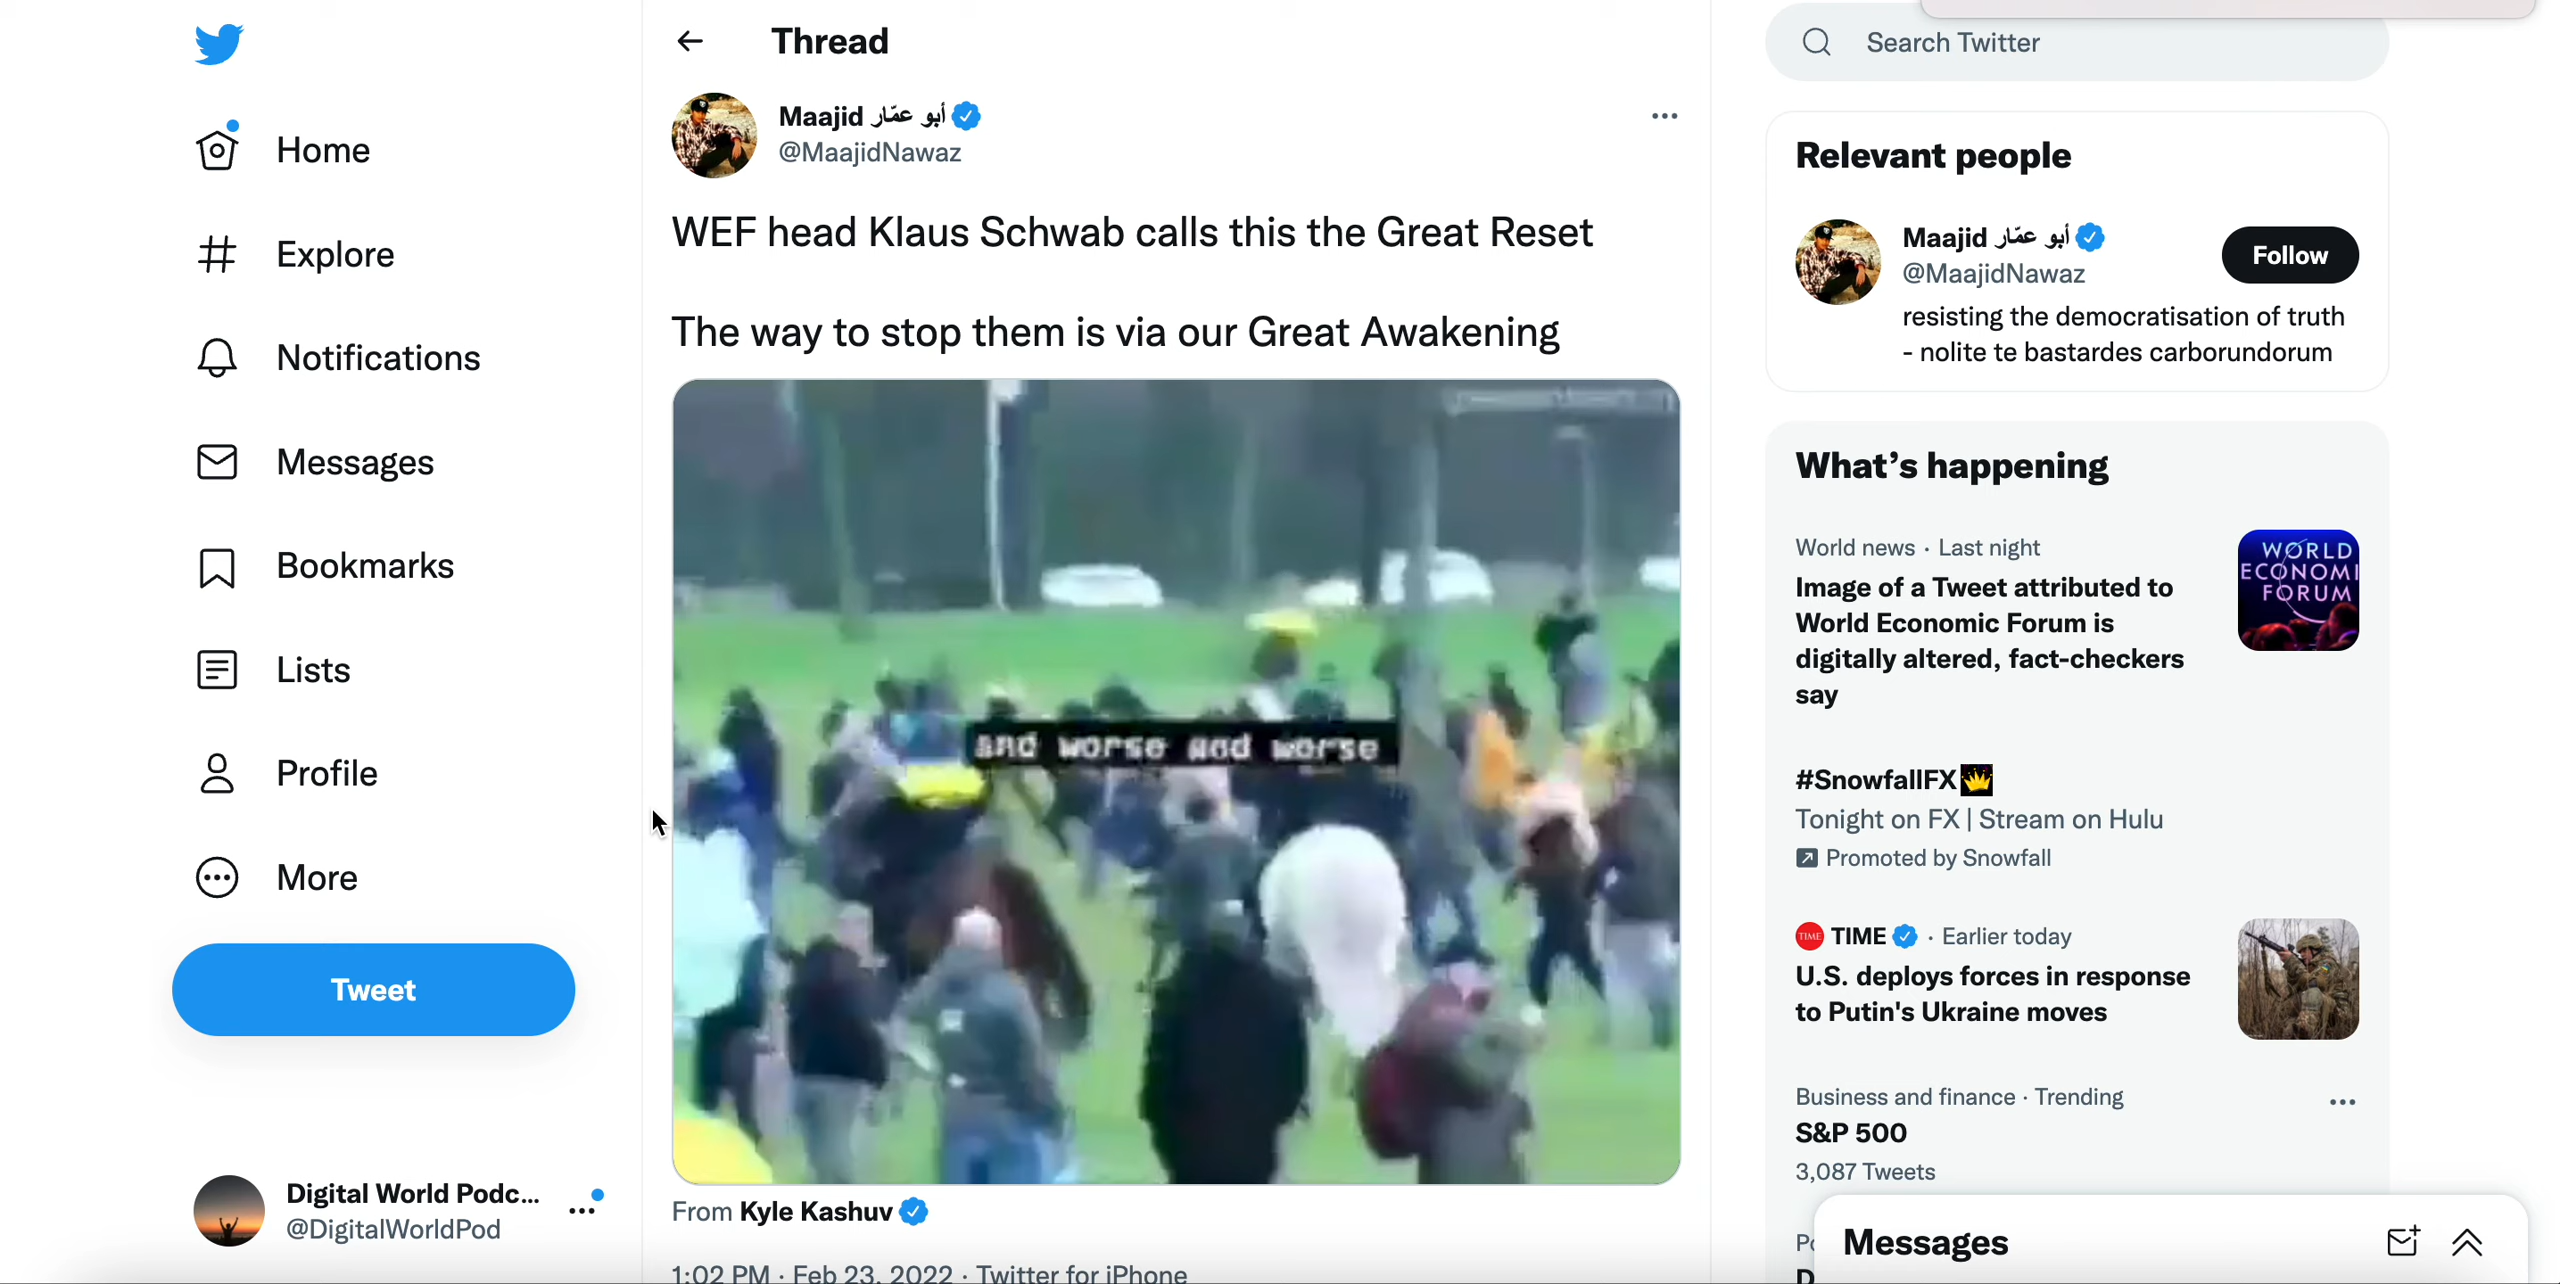 Thread
Maajid أبو عمّار
@MaajidNawaz
WEF head Klaus Schwab calls this the Great Reset
The way to stop them is via our Great Awakening
and worse and worse
From Kyle Kashuv
1:02 PM · Feb 23, 2022 · Twitter for iPhone
Home
Explore
Notifications
Messages
Bookmarks
Lists
Profile
More
Tweet
Digital World Podc...
@DigitalWorldPod
Search Twitter
Relevant people
Maajid أبو عمّار
@MaajidNawaz
Follow
resisting the democratisation of truth
- nolite te bastardes carborundorum
What's happening
World news · Last night
Image of a Tweet attributed to
World Economic Forum is
digitally altered, fact-checkers
say
WORLD
ECONOMI
FORUM
#SnowfallFX
Tonight on FX | Stream on Hulu
Promoted by Snowfall
TIME
TIME · Earlier today
U.S. deploys forces in response
to Putin's Ukraine moves
Business and finance · Trending
S&P 500
3,087 Tweets
Messages